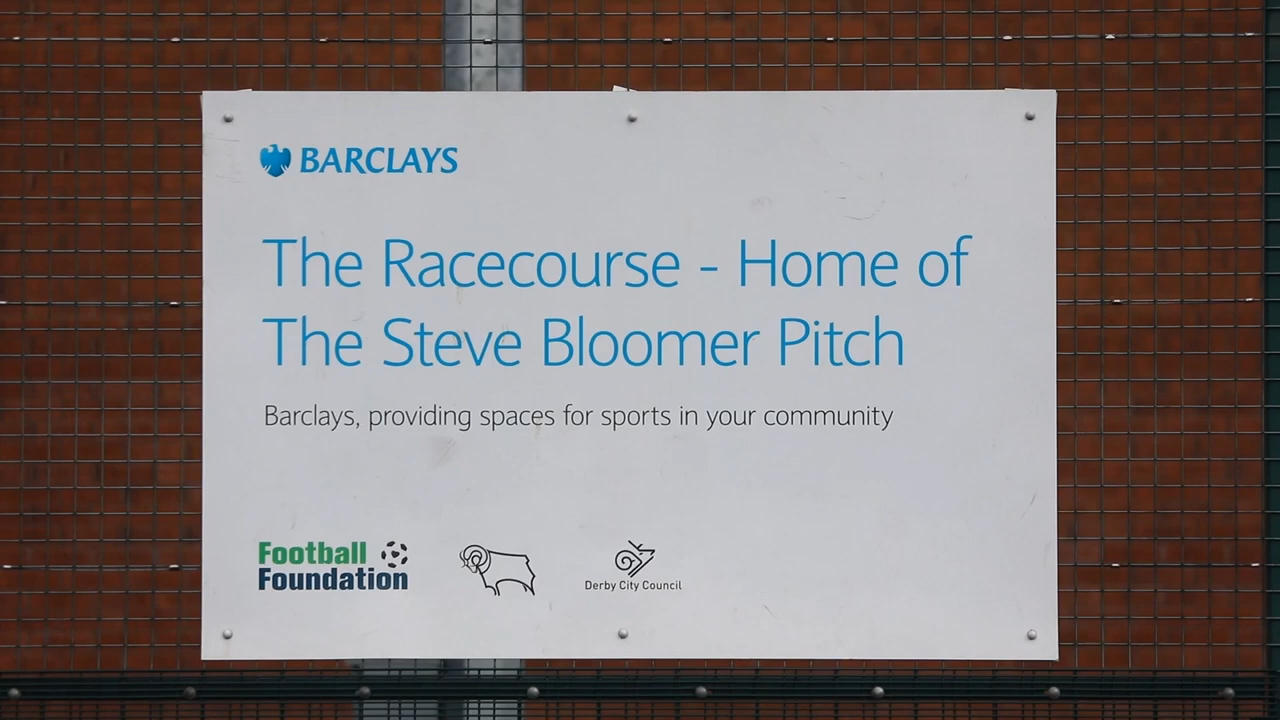 BARCLAYS
The Racecourse - Home of
The Steve Bloomer Pitch
Barclays, providing spaces for sports in your community
Football
Foundation
Derby City Council